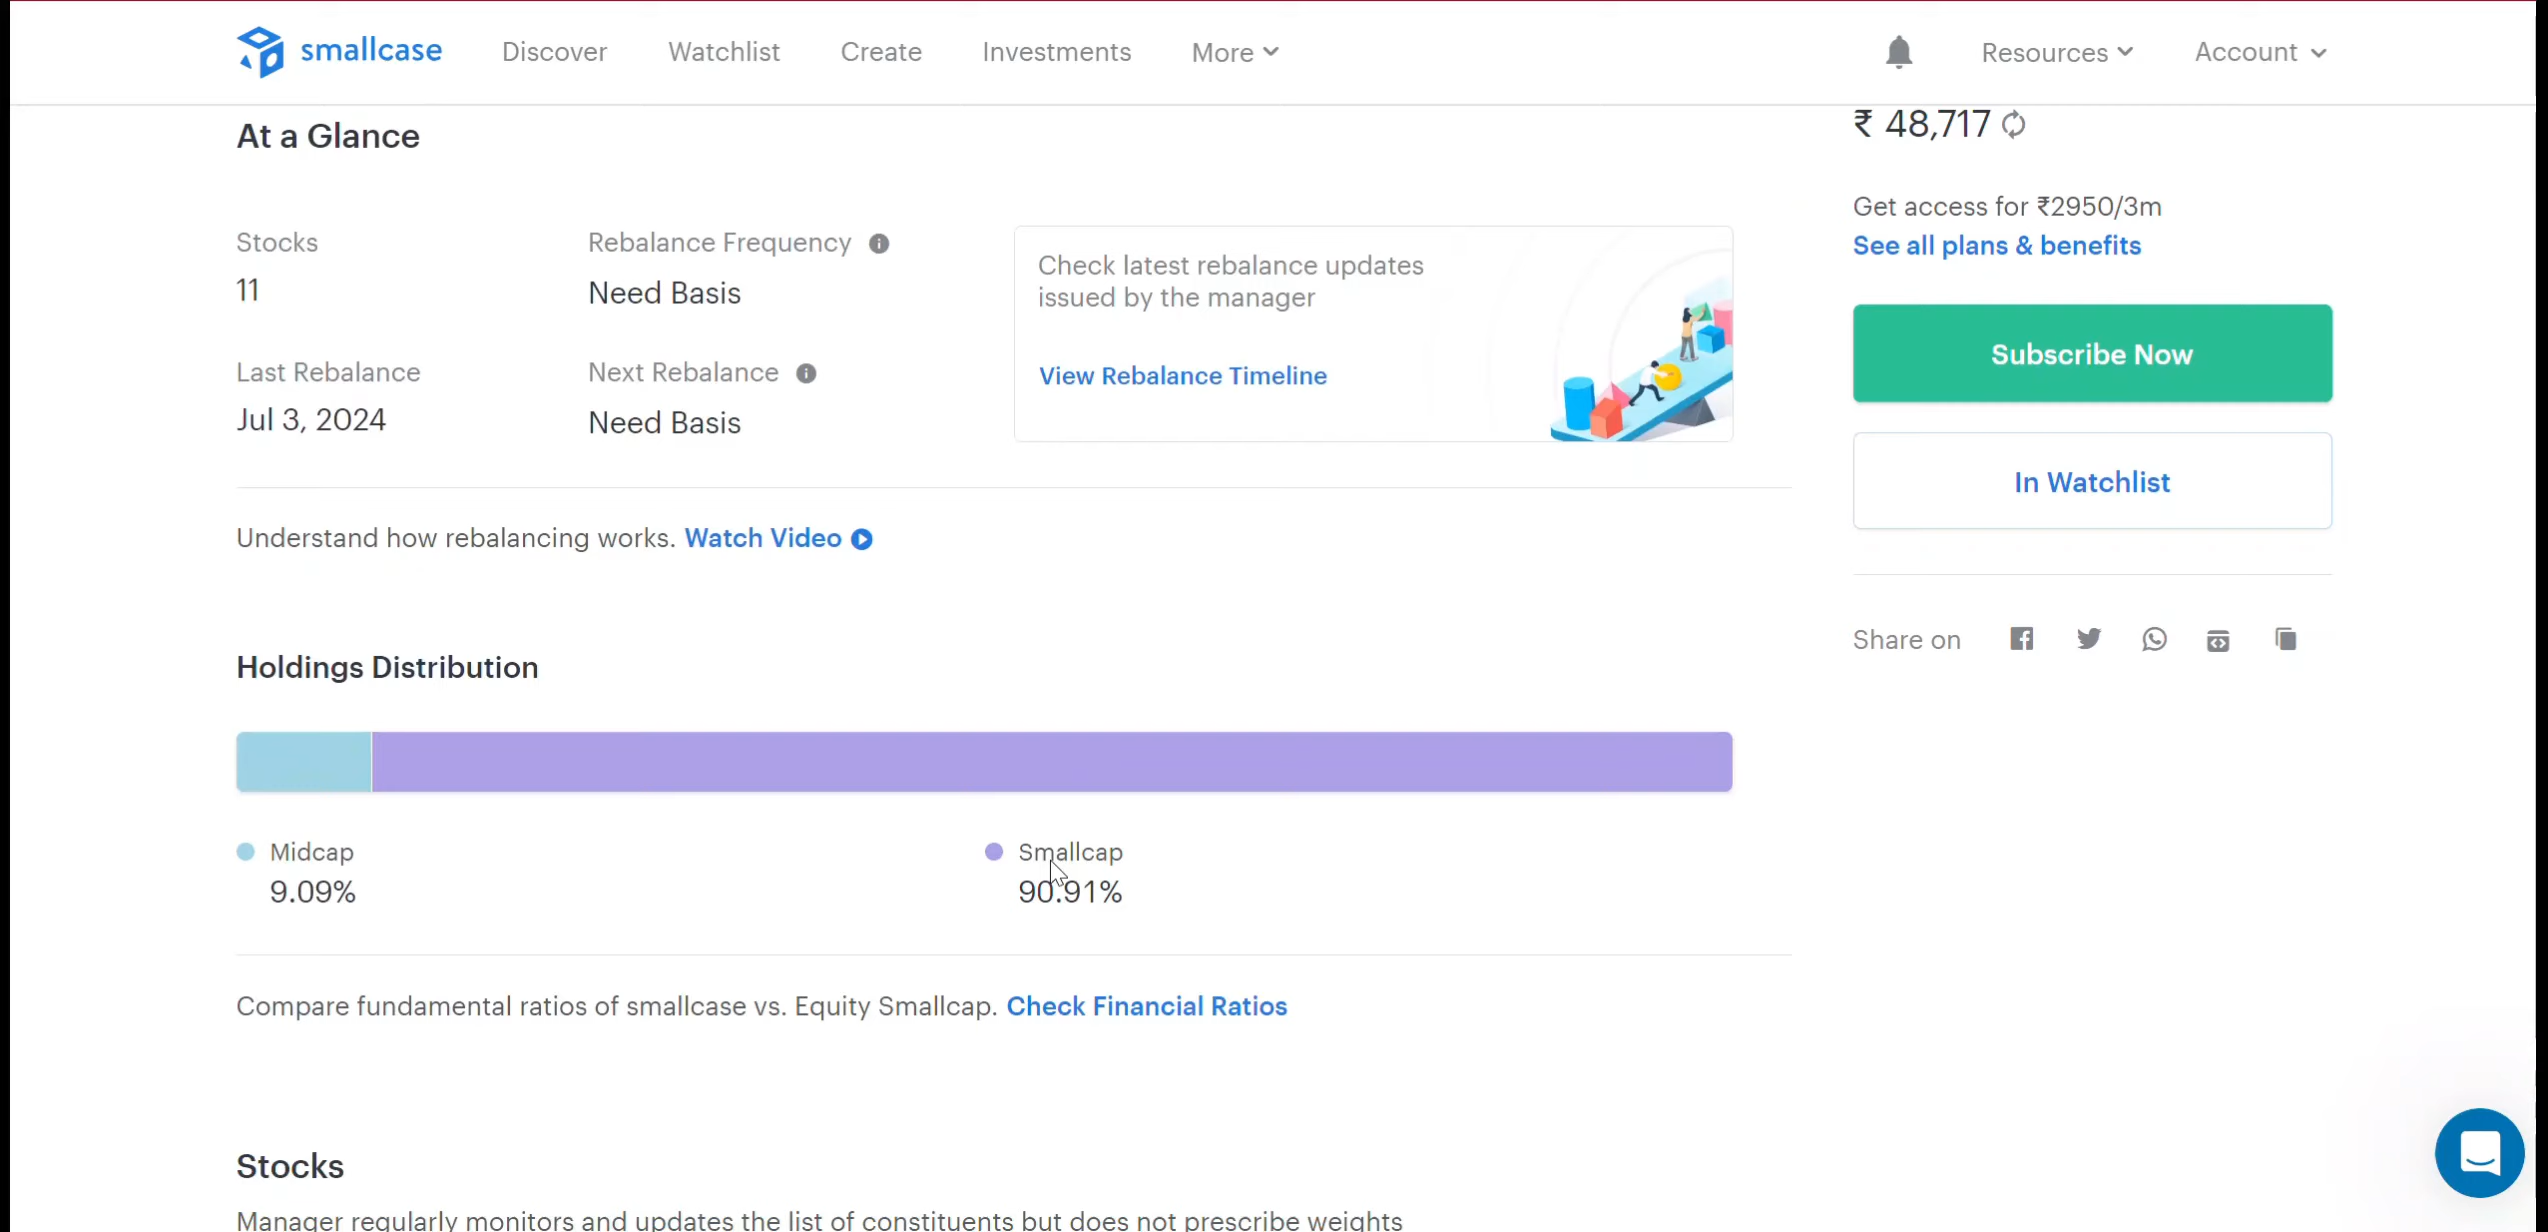 smallcase
Discover
Watchlist
Create
Investments
More
Resources
Account
At a Glance
₹ 48,717
Stocks
11
Rebalance Frequency
Need Basis
Last Rebalance
Jul 3, 2024
Next Rebalance
Need Basis
Check latest rebalance updates
issued by the manager
View Rebalance Timeline
Get access for ₹2950/3m
See all plans & benefits
Subscribe Now
In Watchlist
Understand how rebalancing works. Watch Video
Share on
Holdings Distribution
Midcap
9.09%
Smallcap
90.91%
Compare fundamental ratios of smallcase vs. Equity Smallcap. Check Financial Ratios
Stocks
Manager regularly monitors and updates the list of constituents but does not prescribe weights